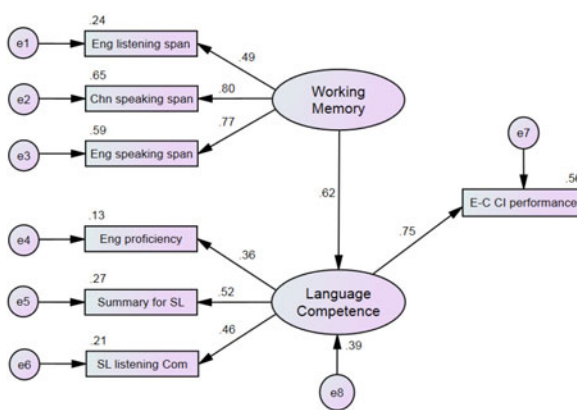 .24
e1
Eng listening span
.49
.65
e2
Chn speaking span
.80
Working
Memory
.59
.77
e3
Eng speaking span
e7
.62
.56
E-C CI performance
.13
e4
Eng proficiency
.36
.75
.27
e5
Summary for SL
.52
Language
Competence
.46
.21
e6
SL listening Com
.39
e8